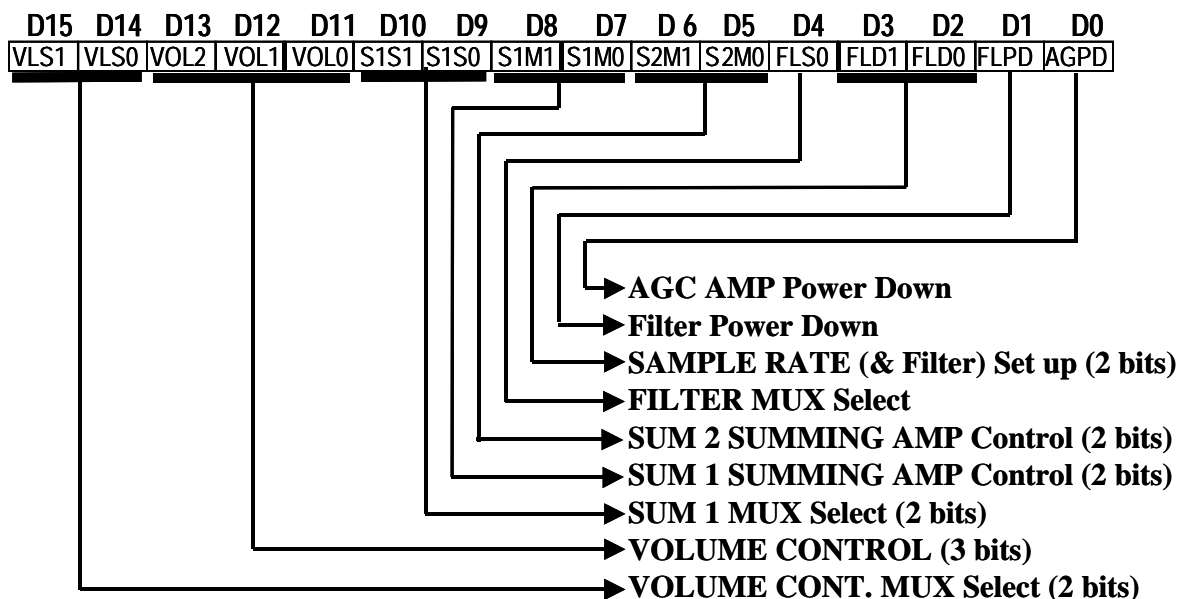 D15 D14 D13 D12 D11 D10 D9 D8 D7 D 6 D5 D4 D3 D2 D1 D0
VLS1 VLS0 VOL2 VOL1 VOL0 S1S1 S1S0 S1M1 S1M0 S2M1 S2M0 FLS0 FLD1 FLD0 FLPD AGPD
AGC AMP Power Down
Filter Power Down
SAMPLE RATE (& Filter) Set up (2 bits)
FILTER MUX Select
SUM 2 SUMMING AMP Control (2 bits)
SUM 1 SUMMING AMP Control (2 bits)
SUM 1 MUX Select (2 bits)
VOLUME CONTROL (3 bits)
VOLUME CONT. MUX Select (2 bits)